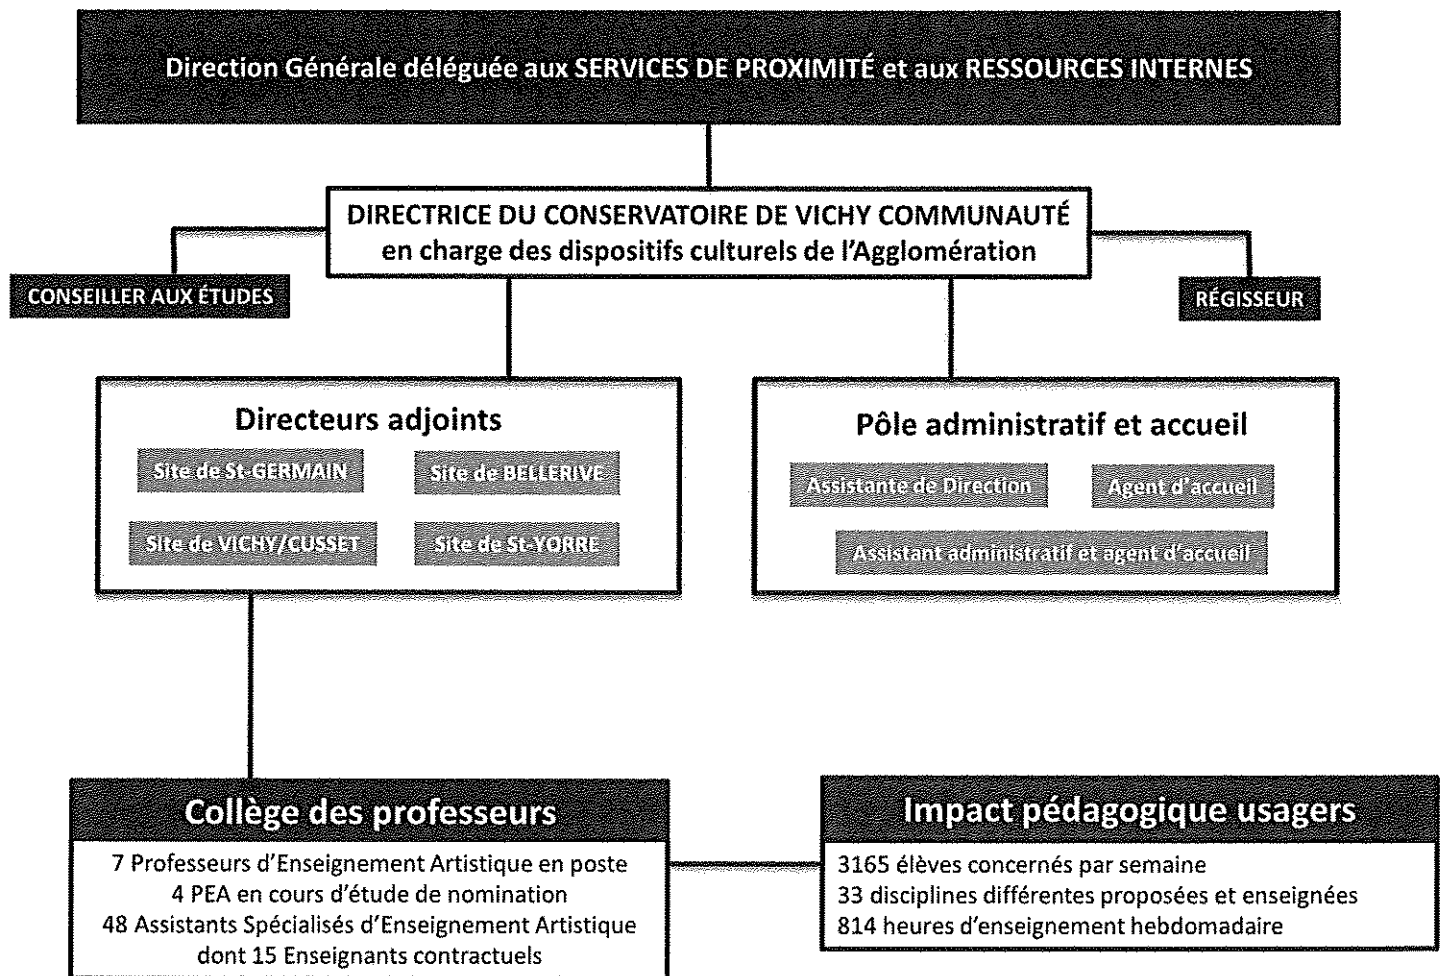 Direction Générale déléguée aux SERVICES DE PROXIMITÉ et aux RESSOURCES INTERNES
DIRECTRICE DU CONSERVATOIRE DE VICHY COMMUNAUTÉ
en charge des dispositifs culturels de l'Agglomération
CONSEILLER AUX ÉTUDES
RÉGISSEUR
Directeurs adjoints
Site de St-GERMAIN
Site de BELLERIVE
Site de VICHY/CUSSET
Site de St-YORRE
Pôle administratif et accueil
Assistante de Direction
Agent d'accueil
Assistant administratif et agent d'accueil
Collège des professeurs
7 Professeurs d'Enseignement Artistique en poste
4 PEA en cours d'étude de nomination
48 Assistants Spécialisés d'Enseignement Artistique
dont 15 Enseignants contractuels
Impact pédagogique usagers
3165 élèves concernés par semaine
33 disciplines différentes proposées et enseignées
814 heures d'enseignement hebdomadaire